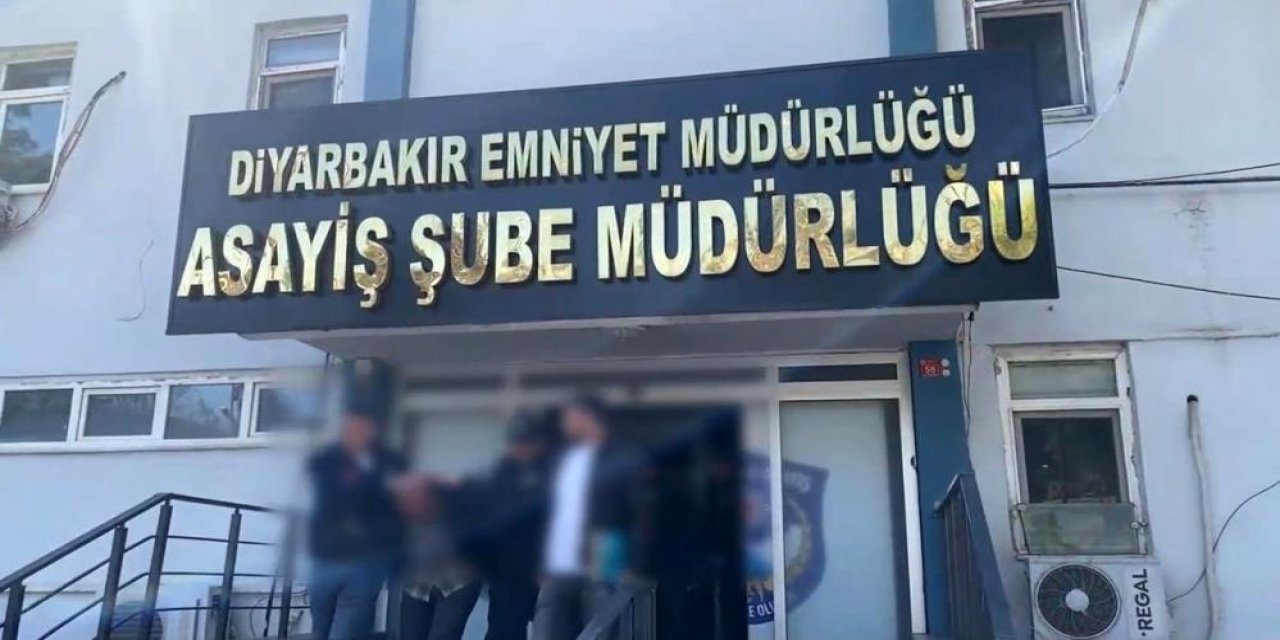 DİYARBAKIR EMNİYET MÜDÜRLÜĞÜ
ASAYİŞ ŞUBE MÜDÜRLÜĞÜ
REGAL